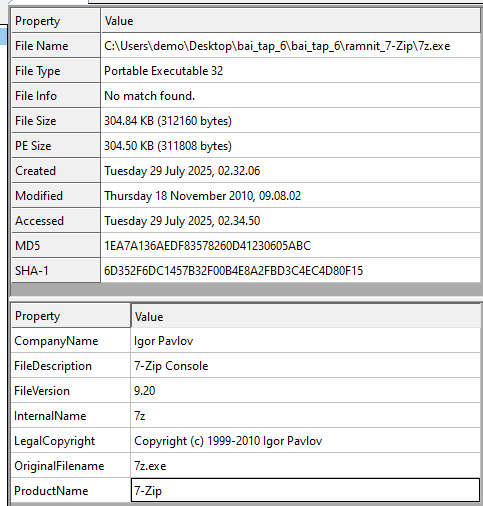 Property Value
File Name C:\Users\demo\Desktop\bai_tap_6\bai_tap_6\ramnit_7-Zip\7z.exe
File Type Portable Executable 32
File Info No match found.
File Size 304.84 KB (312160 bytes)
PE Size 304.50 KB (311808 bytes)
Created Tuesday 29 July 2025, 02.32.06
Modified Thursday 18 November 2010, 09.08.02
Accessed Tuesday 29 July 2025, 02.34.50
MD5 1EA7A136AEDF83578260D41230605ABC
SHA-1 6D352F6DC1457B32F00B4E8A2FBD3C4EC4D80F15
Property Value
CompanyName Igor Pavlov
FileDescription 7-Zip Console
FileVersion 9.20
InternalName 7z
LegalCopyright Copyright (c) 1999-2010 Igor Pavlov
OriginalFilename 7z.exe
ProductName 7-Zip